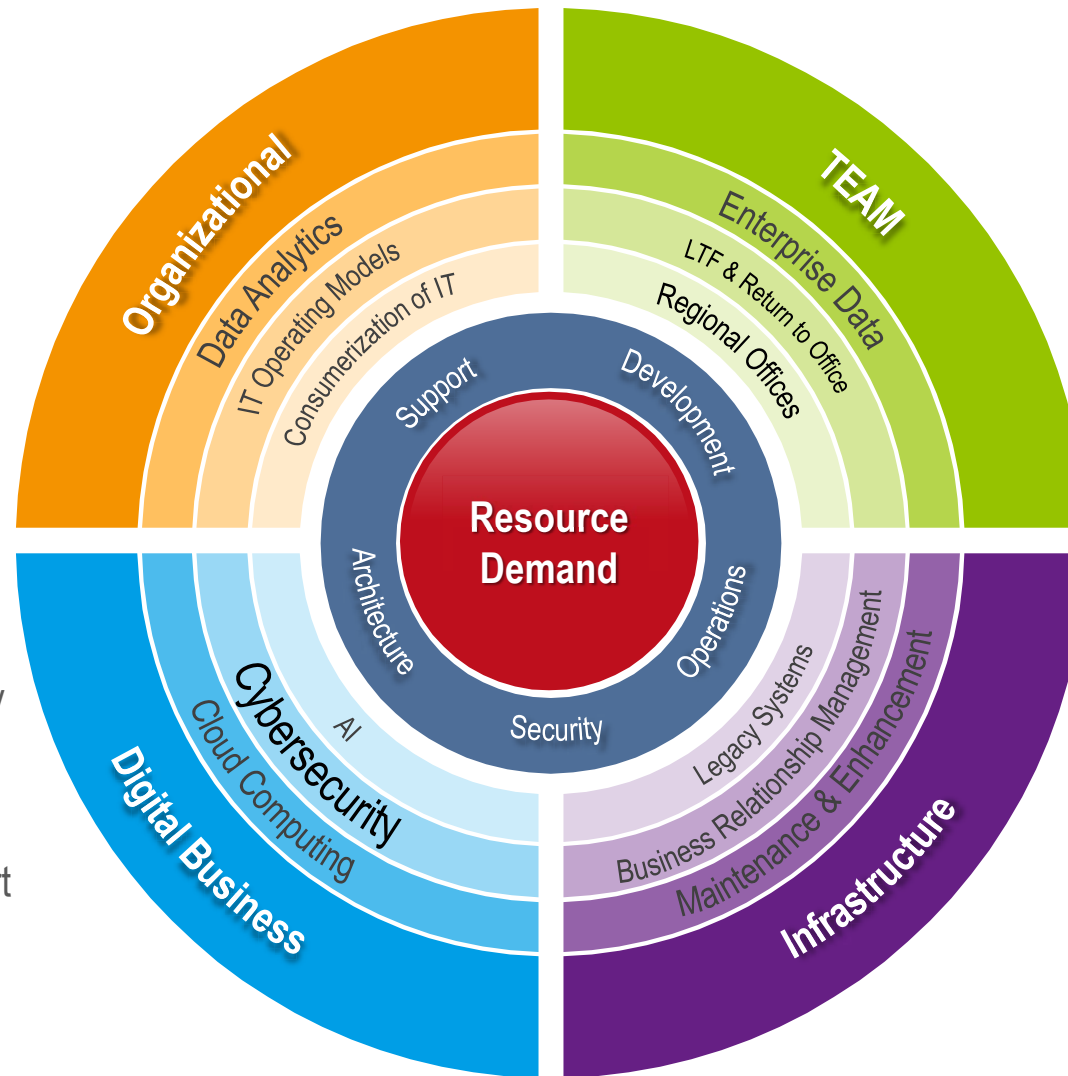 Organizational
Data Analytics
IT Operating Models
Consumerization of IT
TEAM
Enterprise Data
LTF & Return to Office
Regional Offices
Support
Development
Resource
Demand
Architecture
Operations
Security
Digital Business
Cloud Computing
Cybersecurity
AI
Legacy Systems
Business Relationship Management
Maintenance & Enhancement
Infrastructure